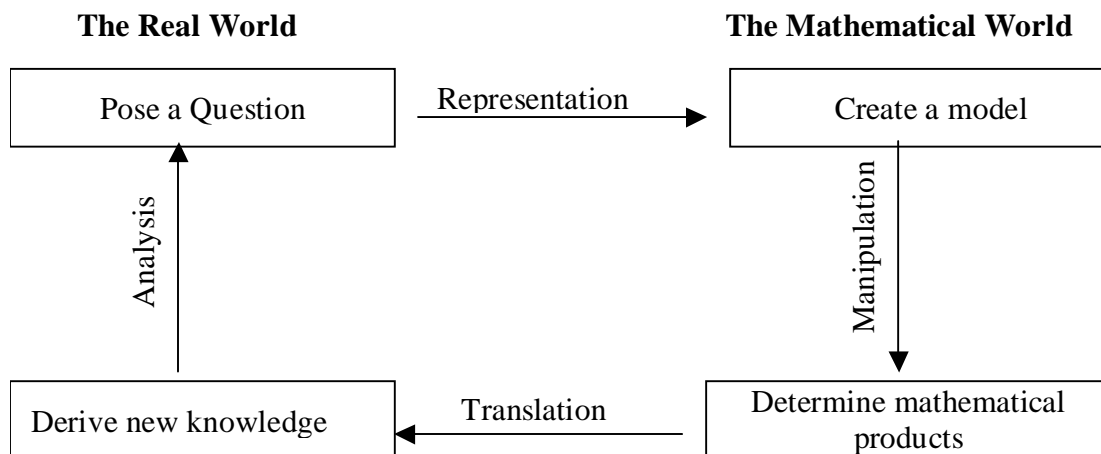 The Real World
The Mathematical World
Pose a Question
Representation
Create a model
Analysis
Manipulation
Derive new knowledge
Translation
Determine mathematical
products